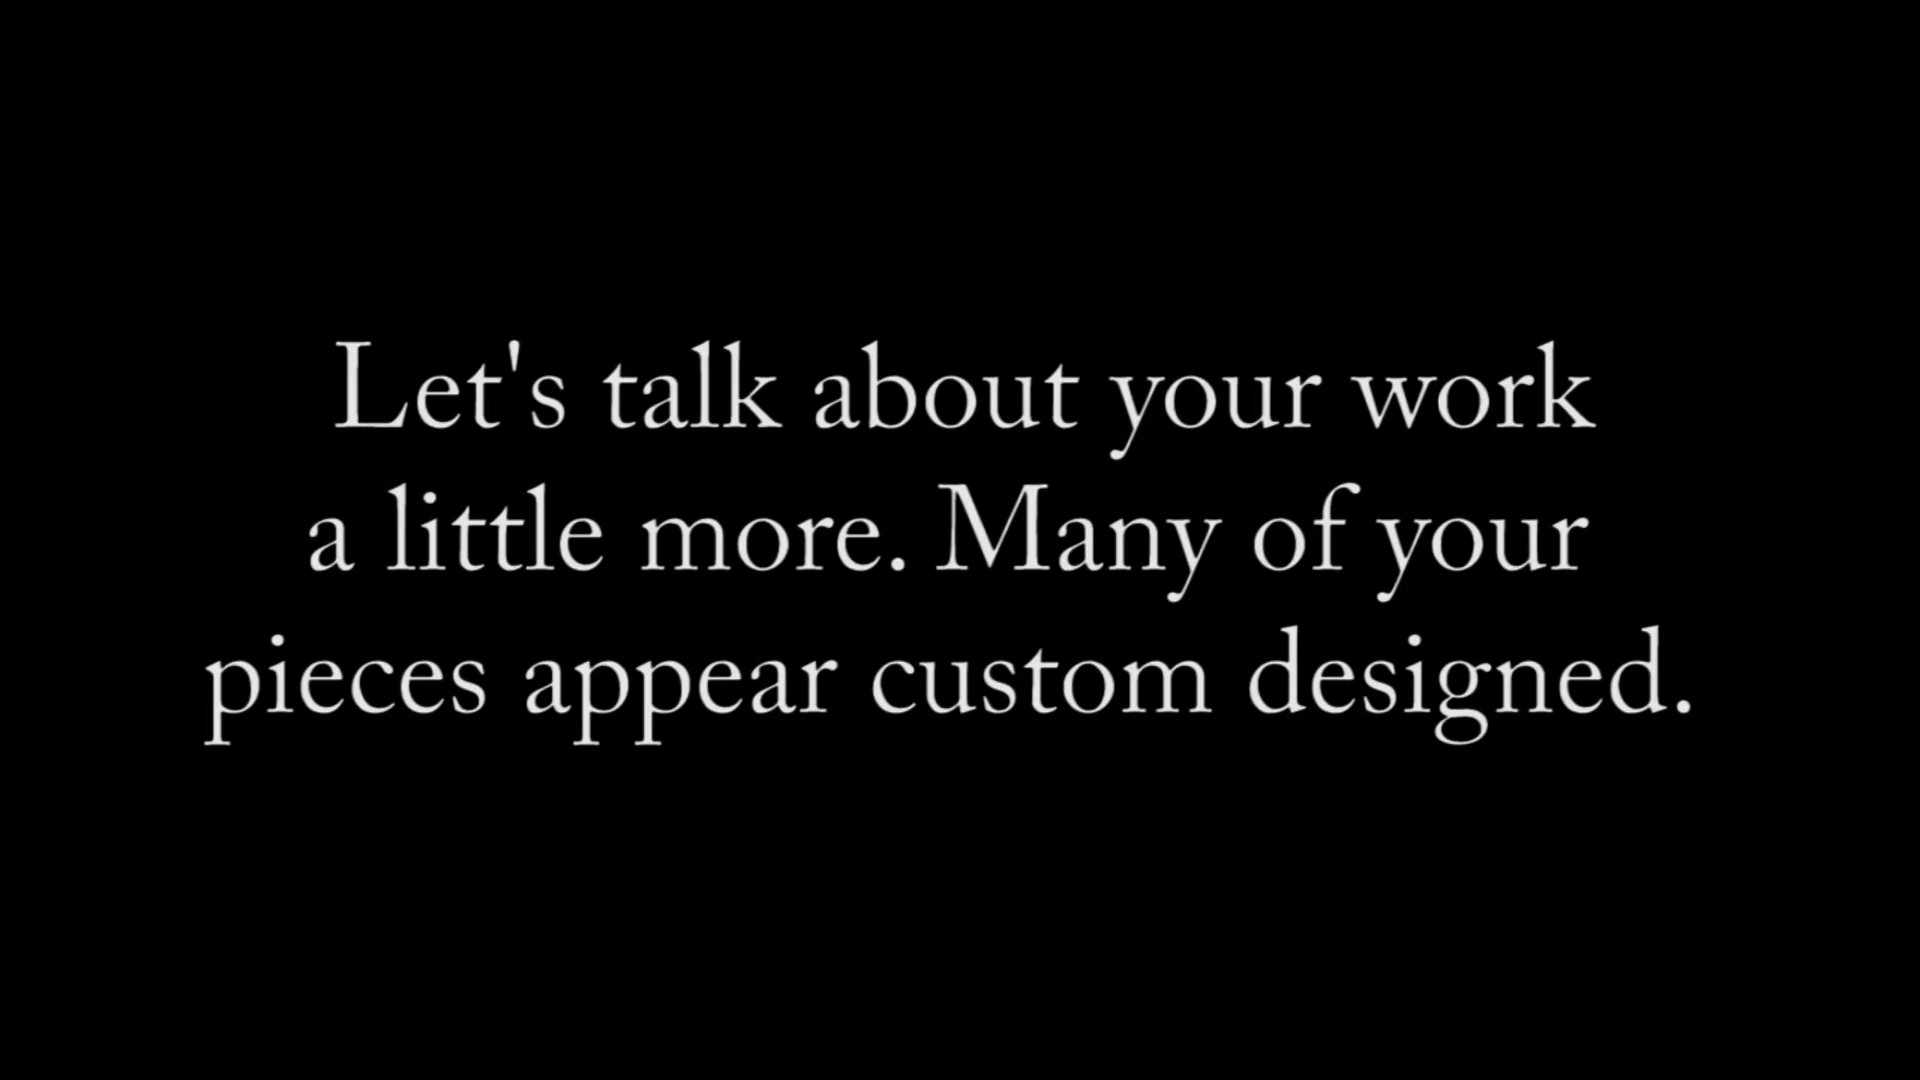 Let's talk about your work
a little more. Many of your
pieces appear custom designed.